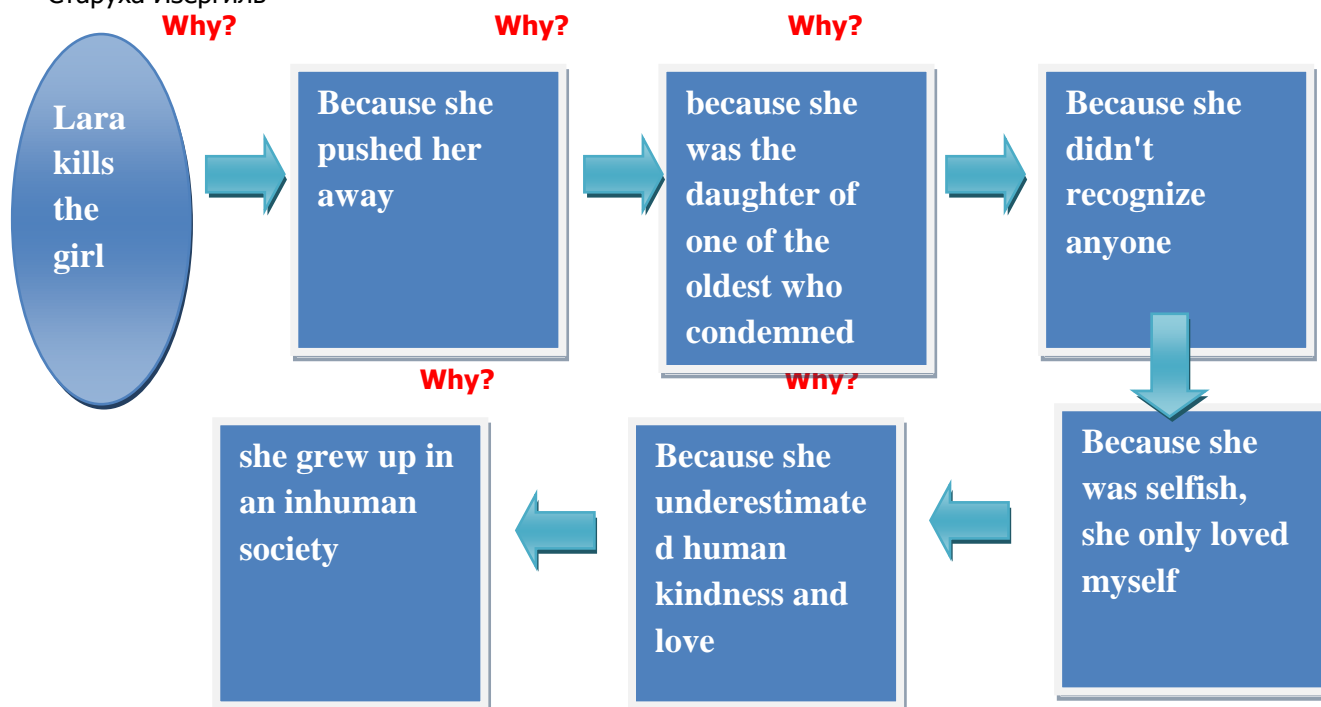 Старуха Изергиль
Why?
Why?
Why?
Lara
kills
the
girl
Because she
pushed her
away
because she
was the
daughter of
one of the
oldest who
condemned
Because she
didn't
recognize
anyone
Why?
Why?
she grew up in
an inhuman
society
Because she
underestimate
d human
kindness and
love
Because she
was selfish,
she only loved
myself